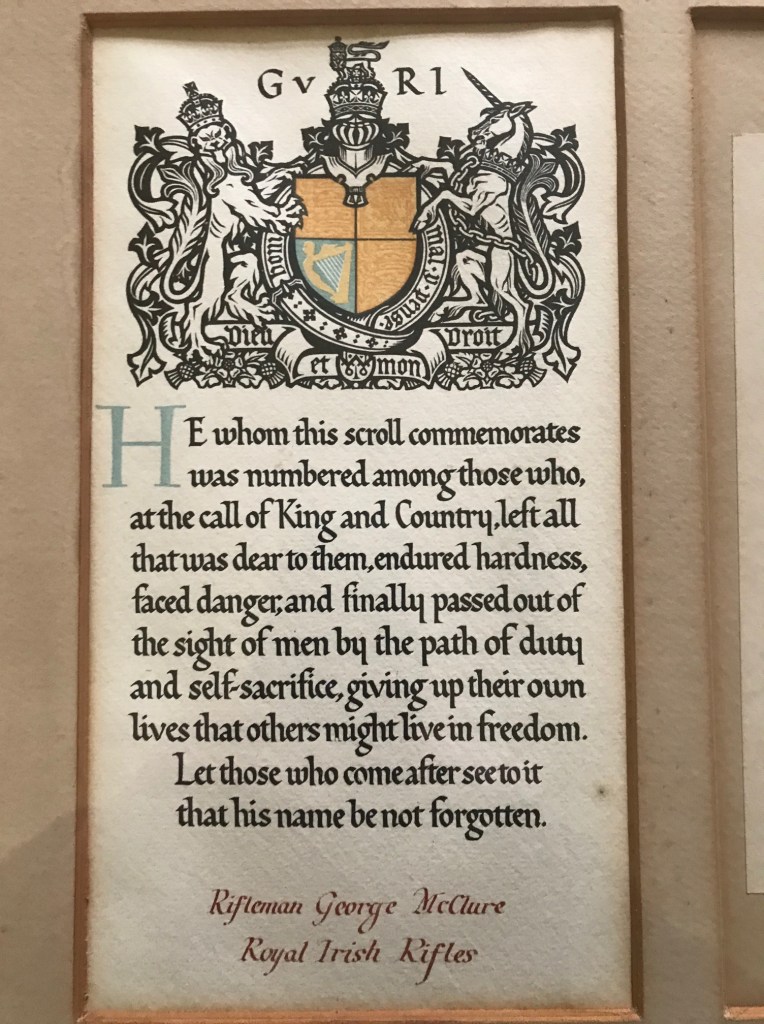 GV RI
honi
mal·y·pense·
Dieu et mon Droit
HE whom this scroll commemorates
was numbered among those who,
at the call of King and Country, left all
that was dear to them, endured hardness,
faced danger, and finally passed out of
the sight of men by the path of duty
and self-sacrifice, giving up their own
lives that others might live in freedom.
Let those who come after see to it
that his name be not forgotten.
Rifleman George McClure
Royal Irish Rifles